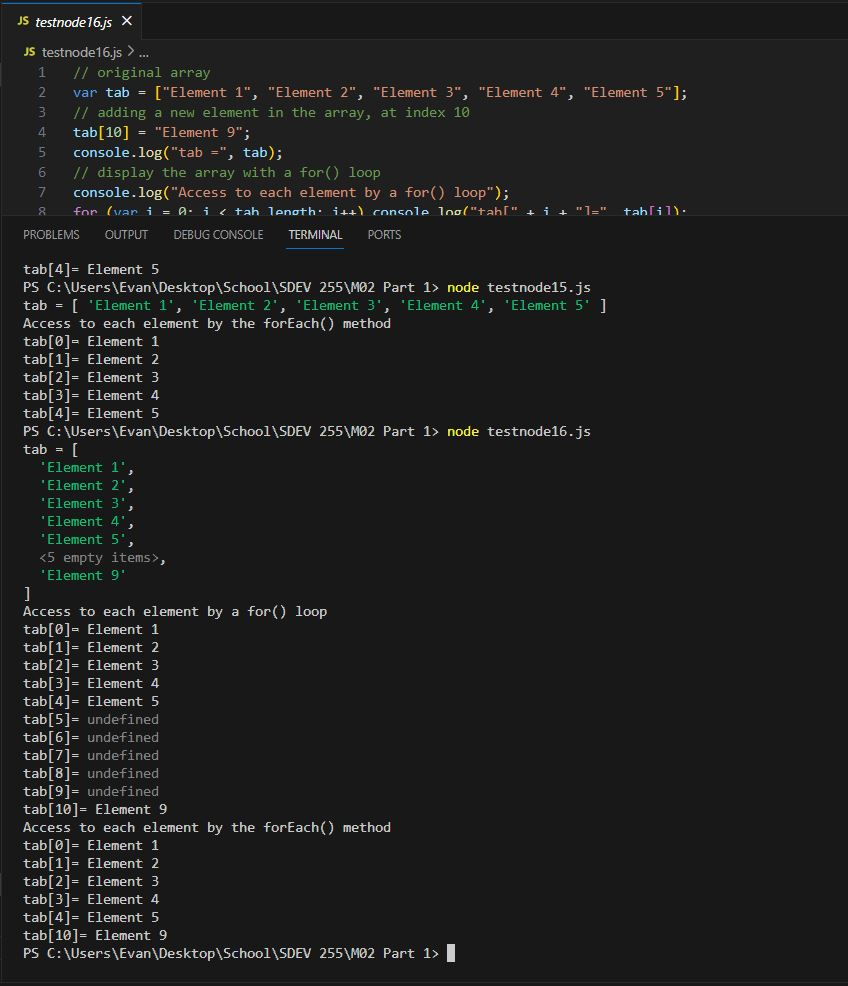 JS testnode16.js ×
JS testnode16.js > ...
1 // original array
2 var tab = ["Element 1", "Element 2", "Element 3", "Element 4", "Element 5"];
3 // adding a new element in the array, at index 10
4 tab[10] = "Element 9";
5 console.log("tab =", tab);
6 // display the array with a for() loop
7 console.log("Access to each element by a for() loop");
8 for (var i = 0; i < tab.length; i++) console.log("tab[" + i + "]=", tab[i]);
PROBLEMS OUTPUT DEBUG CONSOLE TERMINAL PORTS
tab[4]= Element 5
PS C:\Users\Evan\Desktop\School\SDEV 255\M02 Part 1> node testnode15.js
tab = [ 'Element 1', 'Element 2', 'Element 3', 'Element 4', 'Element 5' ]
Access to each element by the forEach() method
tab[0]= Element 1
tab[1]= Element 2
tab[2]= Element 3
tab[3]= Element 4
tab[4]= Element 5
PS C:\Users\Evan\Desktop\School\SDEV 255\M02 Part 1> node testnode16.js
tab = [
  'Element 1',
  'Element 2',
  'Element 3',
  'Element 4',
  'Element 5',
  <5 empty items>,
  'Element 9'
]
Access to each element by a for() loop
tab[0]= Element 1
tab[1]= Element 2
tab[2]= Element 3
tab[3]= Element 4
tab[4]= Element 5
tab[5]= undefined
tab[6]= undefined
tab[7]= undefined
tab[8]= undefined
tab[9]= undefined
tab[10]= Element 9
Access to each element by the forEach() method
tab[0]= Element 1
tab[1]= Element 2
tab[2]= Element 3
tab[3]= Element 4
tab[4]= Element 5
tab[10]= Element 9
PS C:\Users\Evan\Desktop\School\SDEV 255\M02 Part 1>